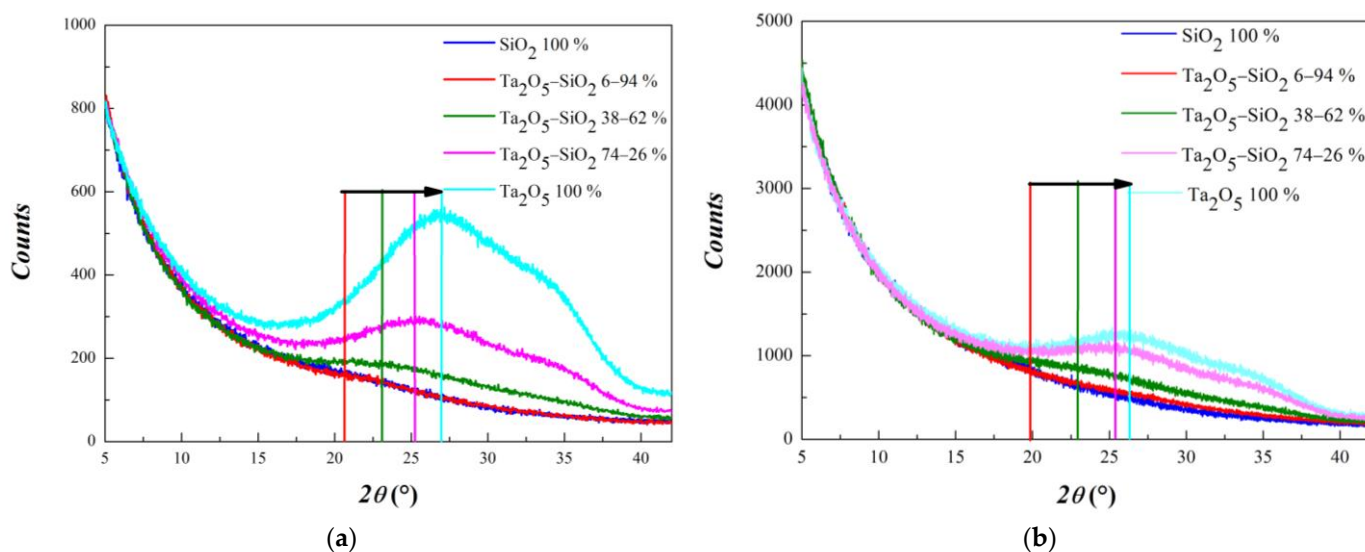 1000
800
600
400
200
0
Counts
5 10 15 20 25 30 35 40
2θ (°)
SiO2 100 %
Ta2O5–SiO2 6–94 %
Ta2O5–SiO2 38–62 %
Ta2O5–SiO2 74–26 %
Ta2O5 100 %
(a)
5000
4000
3000
2000
1000
0
Counts
5 10 15 20 25 30 35 40
2θ (°)
SiO2 100 %
Ta2O5–SiO2 6–94 %
Ta2O5–SiO2 38–62 %
Ta2O5–SiO2 74–26 %
Ta2O5 100 %
(b)